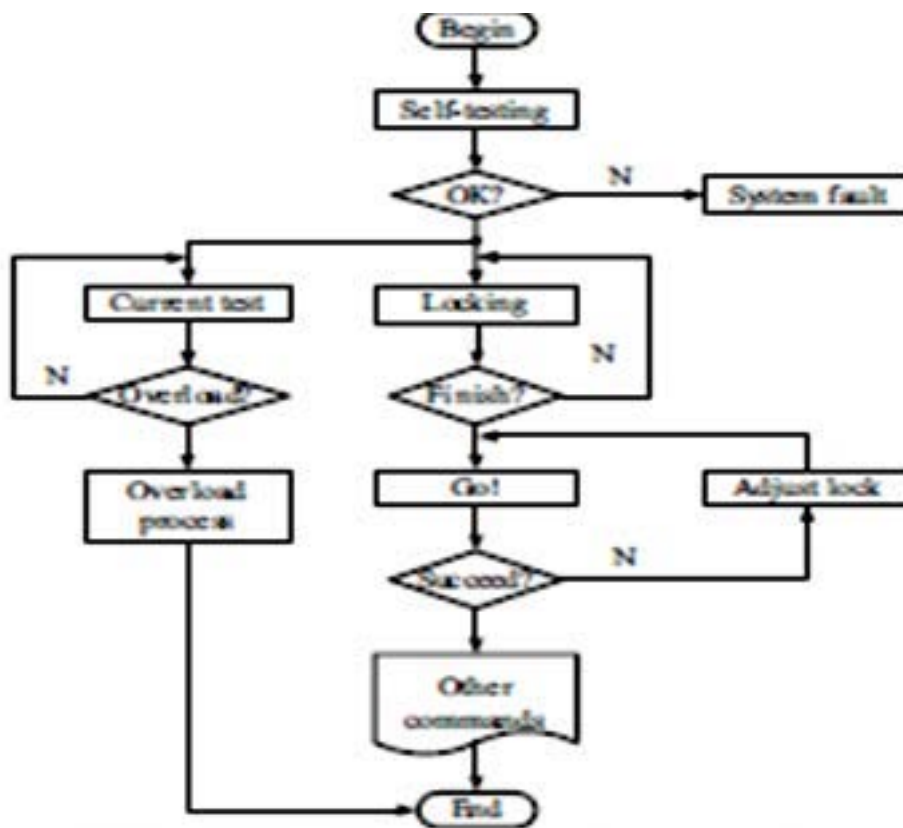 Begin
Self-testing
OK?
N
System fault
Current test
Locking
N
N
Overload?
Finish?
Overload
process
Go!
Adjust lock
Succeed?
N
Other
commands
End